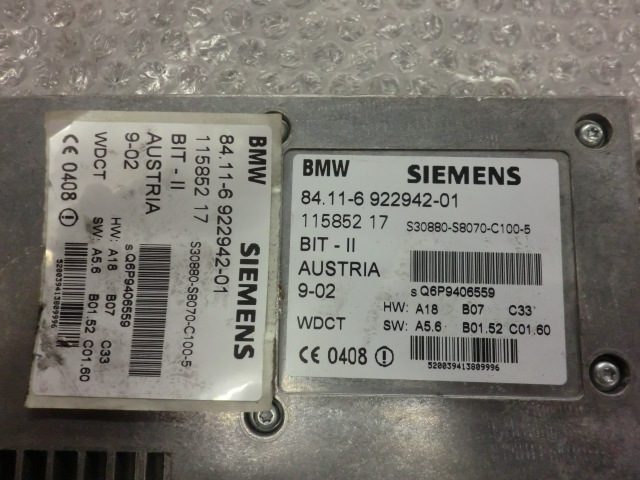 BMW SIEMENS
84.11-6 922942-01
115852 17 S30880-S8070-C100-5
BIT - II
AUSTRIA
9-02 s Q6P9406559
WDCT HW: A18 B07 C33
SW: A5.6 B01.52 C01.60
CE 0408
520039413809996
BMW SIEMENS
84.11-6 922942-01
115852 17 S30880-S8070-C100-5
BIT - II
AUSTRIA
9-02 s Q6P9406559
WDCT HW: A18 B07 C33
SW: A5.6 B01.52 C01.60
CE 0408
520039413809996